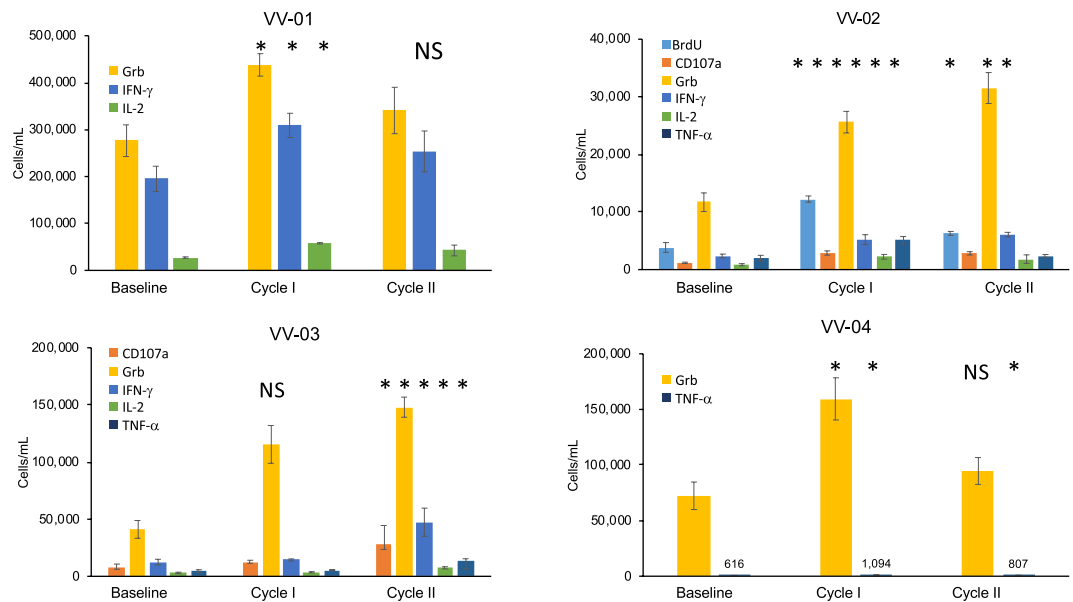 VV-01
500,000
400,000
300,000
200,000
100,000
0
Cells/mL
Grb
IFN-γ
IL-2
* * *
NS
Baseline Cycle I Cycle II
VV-02
40,000
30,000
20,000
10,000
0
Cells/mL
BrdU
CD107a
Grb
IFN-γ
IL-2
TNF-α
* * * * * * * * *
Baseline Cycle I Cycle II
VV-03
200,000
150,000
100,000
50,000
0
Cells/mL
CD107a
Grb
IFN-γ
IL-2
TNF-α
NS
* * * * *
Baseline Cycle I Cycle II
VV-04
200,000
150,000
100,000
50,000
0
Cells/mL
Grb
TNF-α
* * NS *
616 1,094 807
Baseline Cycle I Cycle II